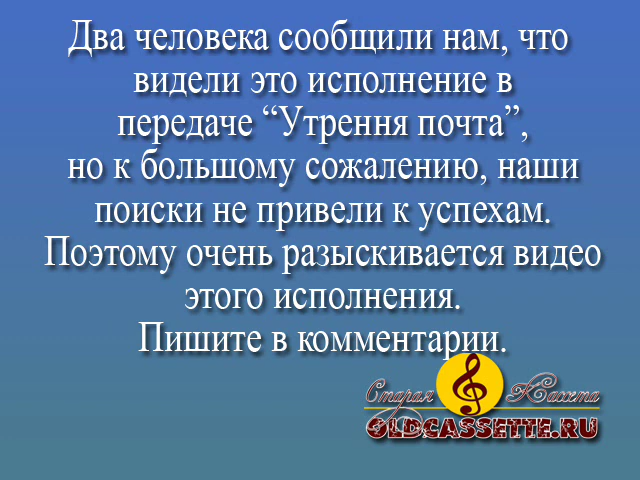 Два человека сообщили нам, что
видели это исполнение в
передаче “Утрення почта”,
но к большому сожалению, наши
поиски не привели к успехам.
Поэтому очень разыскивается видео
этого исполнения.
Пишите в комментарии.
Старая Кассета
OLDCASSETTE.RU